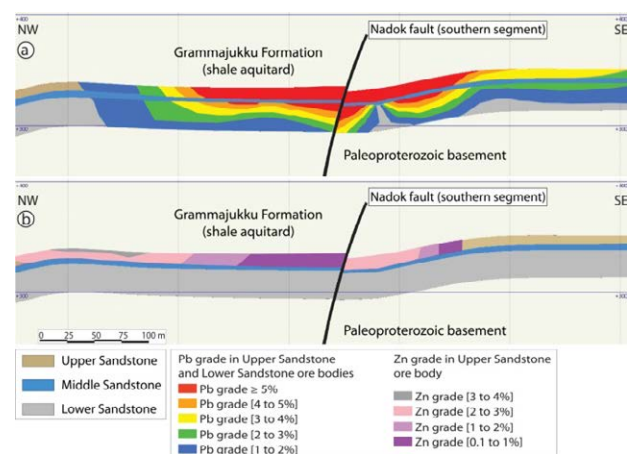 +400
NW
Nadok fault (southern segment)
SE
a
Grammajukku Formation
(shale aquitard)
+300
Paleoproterozoic basement
+400
NW
Nadok fault (southern segment)
SE
b
Grammajukku Formation
(shale aquitard)
+300
+300
Paleoproterozoic basement
0 25 50 75 100 m
Upper Sandstone
Middle Sandstone
Lower Sandstone
Pb grade in Upper Sandstone
and Lower Sandstone ore bodies
Pb grade ≥ 5%
Pb grade [4 to 5%]
Pb grade [3 to 4%]
Pb grade [2 to 3%]
Pb grade [1 to 2%]
Zn grade in Upper Sandstone
ore body
Zn grade [3 to 4%]
Zn grade [2 to 3%]
Zn grade [1 to 2%]
Zn grade [0.1 to 1%]